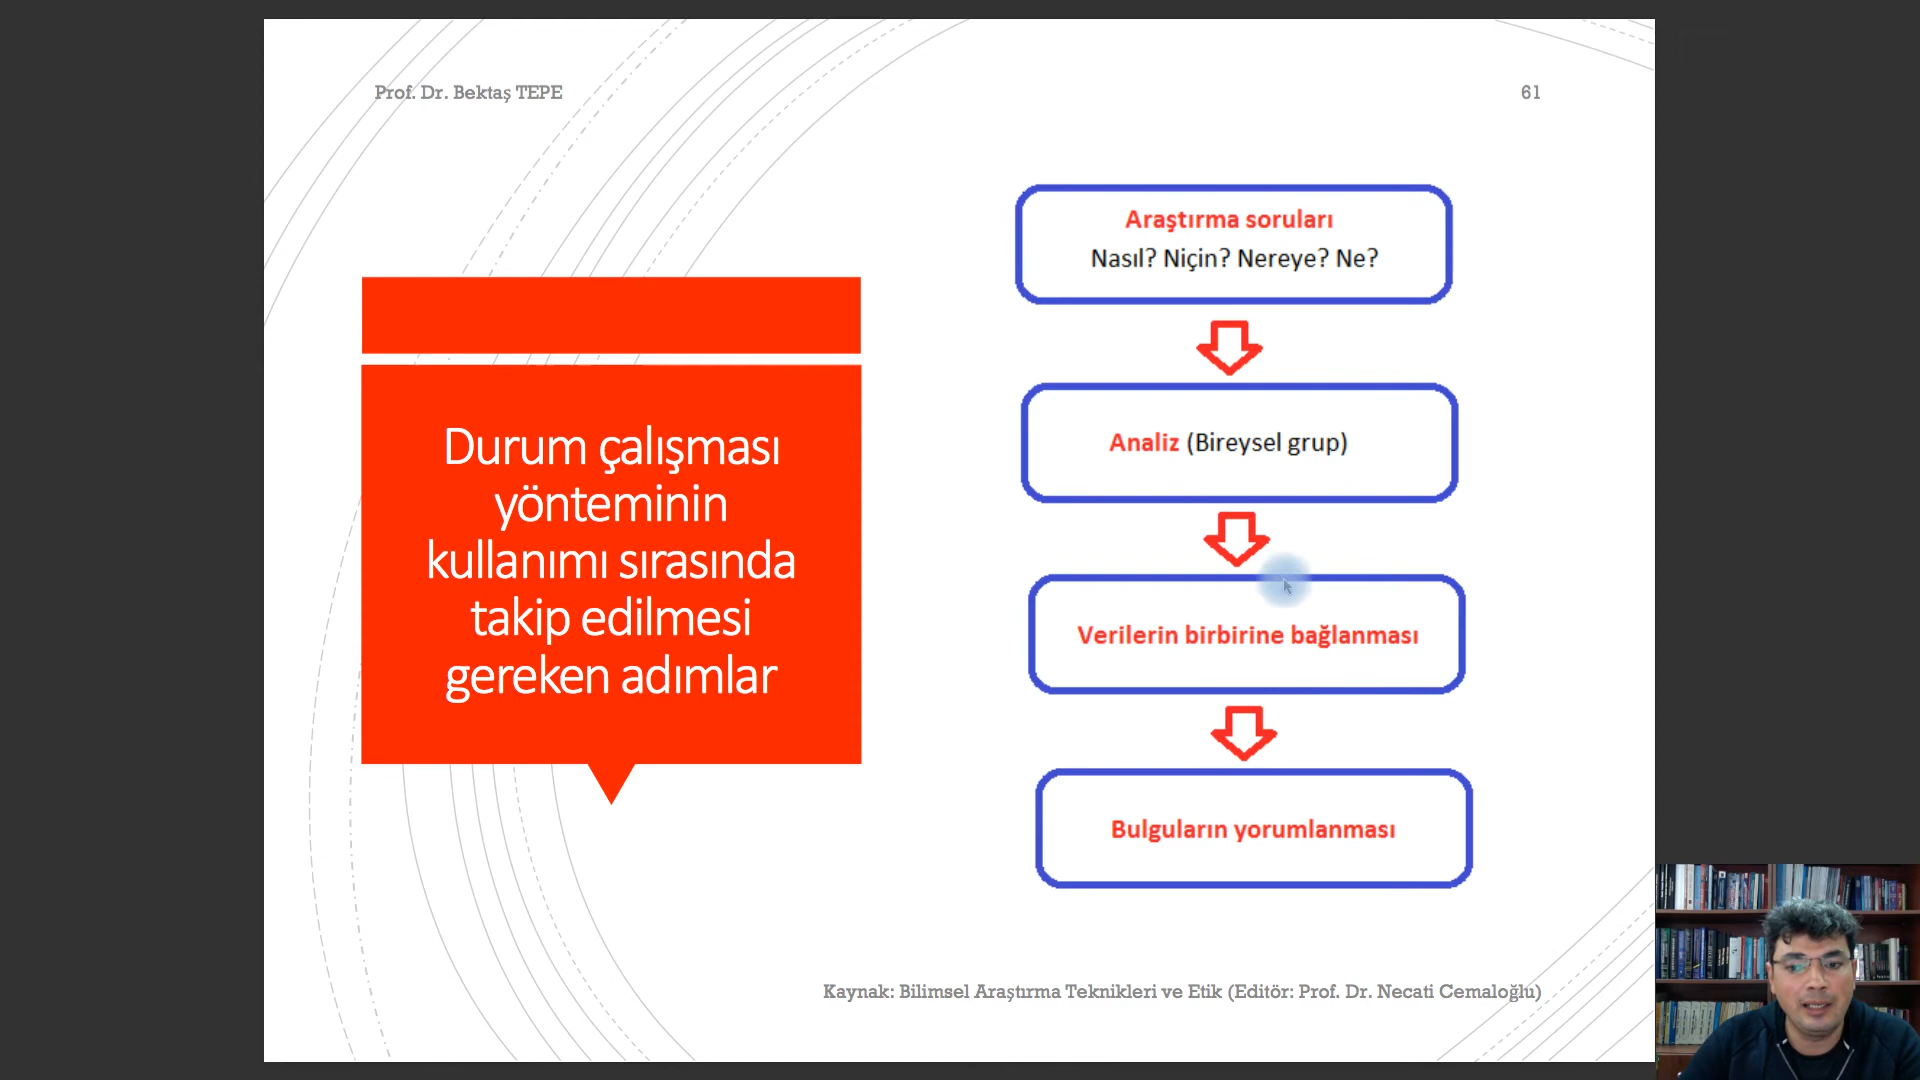 Prof. Dr. Bektaş TEPE
61
Durum çalışması
yönteminin
kullanımı sırasında
takip edilmesi
gereken adımlar
Araştırma soruları
Nasıl? Niçin? Nereye? Ne?
Analiz (Bireysel grup)
Verilerin birbirine bağlanması
Bulguların yorumlanması
Kaynak: Bilimsel Araştırma Teknikleri ve Etik (Editör: Prof. Dr. Necati Cemaloğlu)